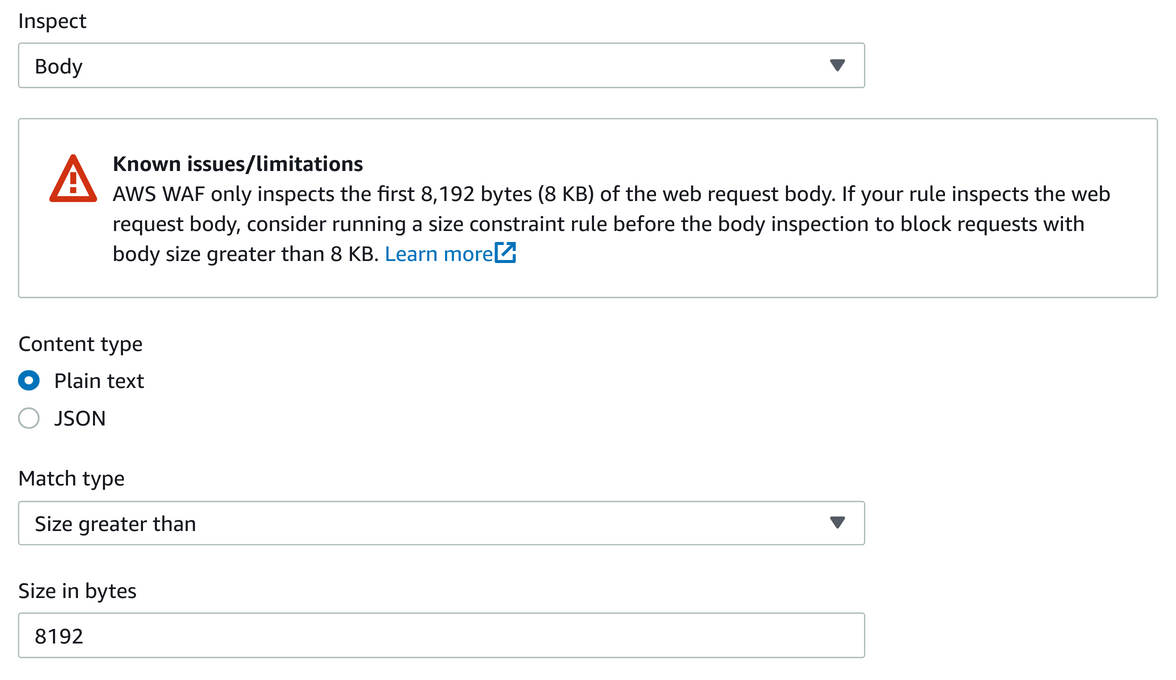 Inspect
Body
Known issues/limitations
AWS WAF only inspects the first 8,192 bytes (8 KB) of the web request body. If your rule inspects the web
request body, consider running a size constraint rule before the body inspection to block requests with
body size greater than 8 KB. Learn more
Content type
Plain text
JSON
Match type
Size greater than
Size in bytes
8192